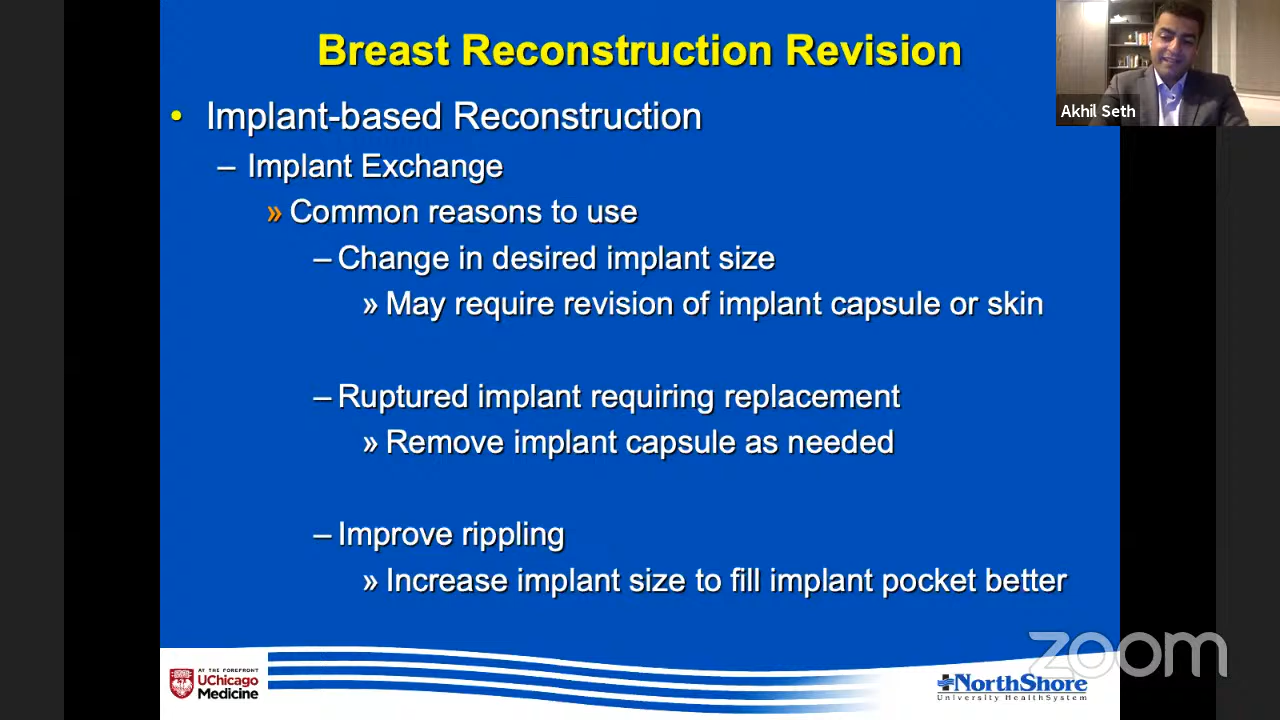 Breast Reconstruction Revision
Akhil Seth
• Implant-based Reconstruction
– Implant Exchange
» Common reasons to use
– Change in desired implant size
» May require revision of implant capsule or skin
– Ruptured implant requiring replacement
» Remove implant capsule as needed
– Improve rippling
» Increase implant size to fill implant pocket better
zoom
AT THE FOREFRONT
UChicago
Medicine
NorthShore
University HealthSystem